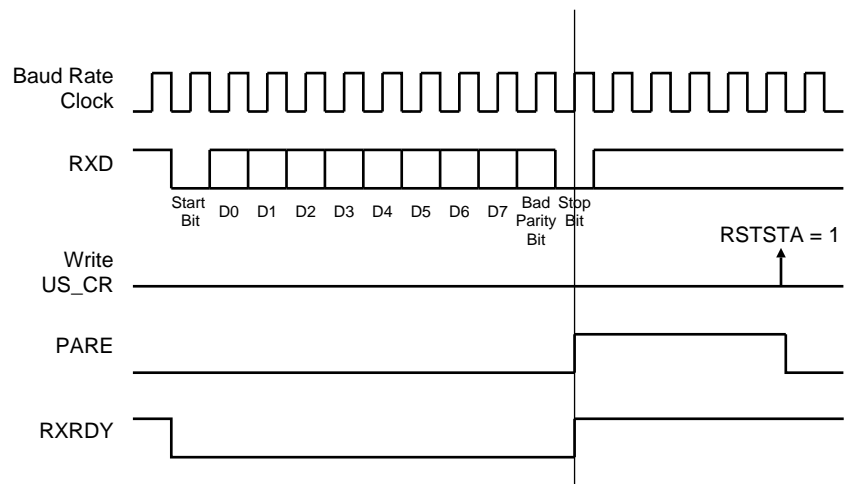 Baud Rate
Clock
RXD
Start
Bit
D0
D1
D2
D3
D4
D5
D6
D7
Bad
Parity
Bit
Stop
Bit
RSTSTA = 1
Write
US_CR
PARE
RXRDY